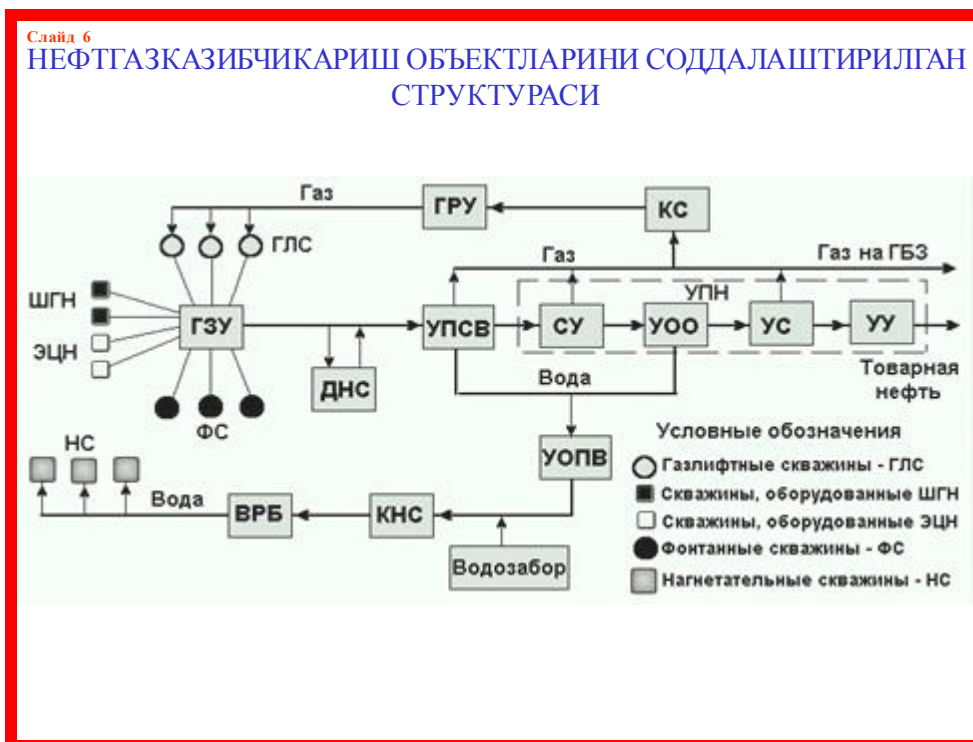 Слайд 6
НЕФТГАЗКАЗИБЧИКАРИШ ОБЪЕКТЛАРИНИ СОДДАЛАШТИРИЛГАН
СТРУКТУРАСИ
Газ
ГРУ
КС
ГЛС
Газ
Газ на ГБЗ
ШГН
УПН
ГЗУ
УПСВ
СУ
УОО
УС
УУ
ЭЦН
ДНС
Вода
Товарная
нефть
ФС
НС
Условные обозначения
УОПВ
Газлифтные скважины - ГЛС
Вода
Скважины, оборудованные ШГН
ВРБ
КНС
Скважины, оборудованные ЭЦН
Фонтанные скважины - ФС
Водозабор
Нагнетательные скважины - НС